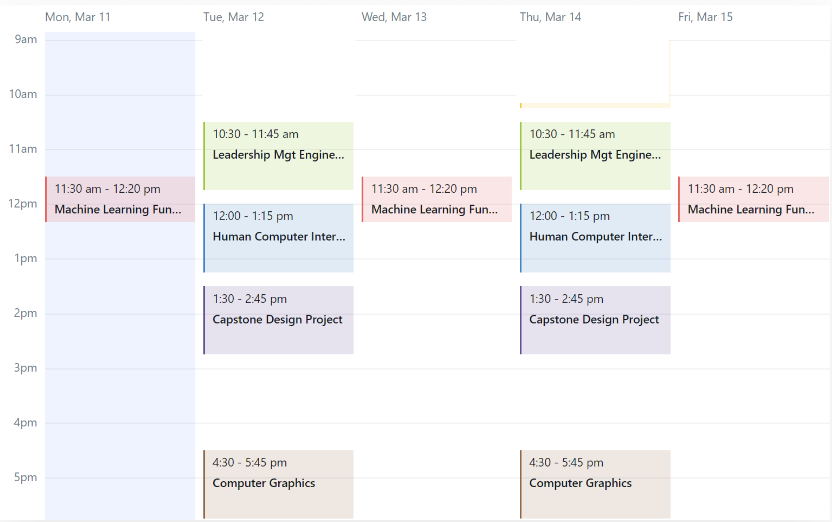 Mon, Mar 11
Tue, Mar 12
Wed, Mar 13
Thu, Mar 14
Fri, Mar 15
9am
10am
10:30 - 11:45 am
Leadership Mgt Engine...
10:30 - 11:45 am
Leadership Mgt Engine...
11am
11:30 am - 12:20 pm
Machine Learning Fun...
11:30 am - 12:20 pm
Machine Learning Fun...
11:30 am - 12:20 pm
Machine Learning Fun...
12pm
12:00 - 1:15 pm
Human Computer Inter...
12:00 - 1:15 pm
Human Computer Inter...
1pm
1:30 - 2:45 pm
Capstone Design Project
1:30 - 2:45 pm
Capstone Design Project
2pm
3pm
4pm
4:30 - 5:45 pm
Computer Graphics
4:30 - 5:45 pm
Computer Graphics
5pm